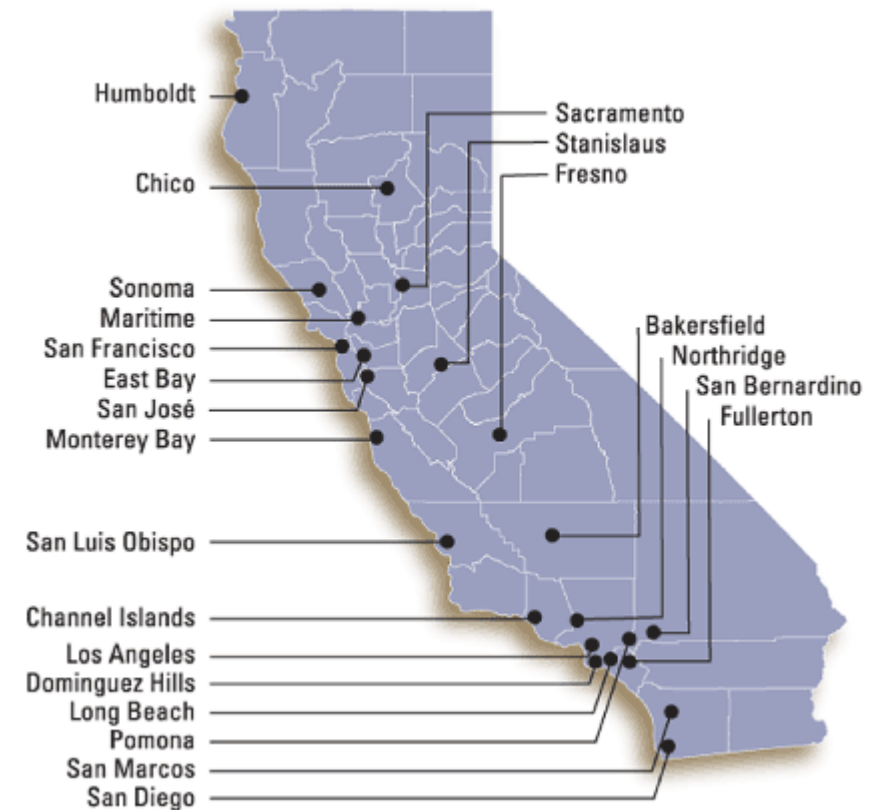 Humboldt
Chico
Sonoma
Maritime
San Francisco
East Bay
San José
Monterey Bay
San Luis Obispo
Channel Islands
Los Angeles
Dominguez Hills
Long Beach
Pomona
San Marcos
San Diego
Sacramento
Stanislaus
Fresno
Bakersfield
Northridge
San Bernardino
Fullerton